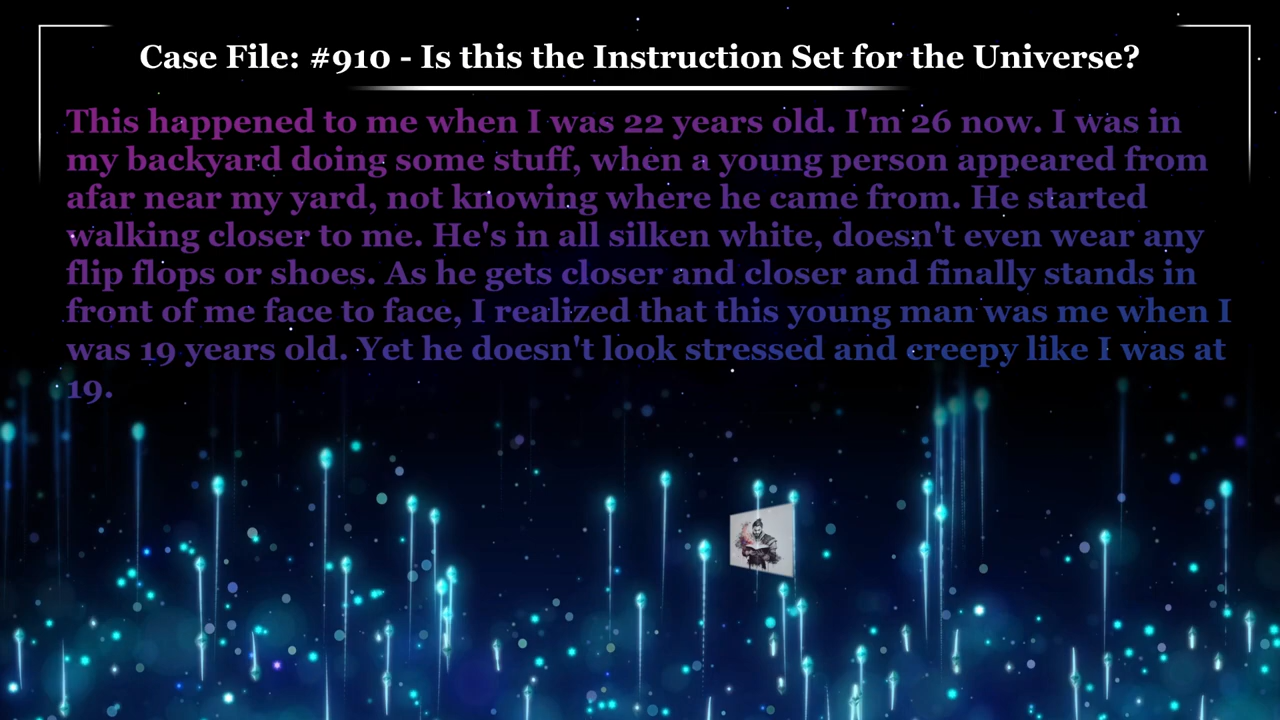 Case File: #910 - Is this the Instruction Set for the Universe?
This happened to me when I was 22 years old. I'm 26 now. I was in
my backyard doing some stuff, when a young person appeared from
afar near my yard, not knowing where he came from. He started
walking closer to me. He's in all silken white, doesn't even wear any
flip flops or shoes. As he gets closer and closer and finally stands in
front of me face to face, I realized that this young man was me when I
was 19 years old. Yet he doesn't look stressed and creepy like I was at
19.